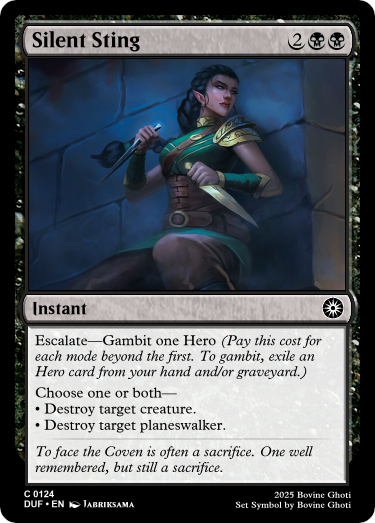 Silent Sting 2
Instant
Escalate—Gambit one Hero (Pay this cost for
each mode beyond the first. To gambit, exile an
Hero card from your hand and/or graveyard.)
Choose one or both—
• Destroy target creature.
• Destroy target planeswalker.
To face the Coven is often a sacrifice. One well
remembered, but still a sacrifice.
C 0124
DUF • EN JABRIKSAMA
2025 Bovine Ghoti
Set Symbol by Bovine Ghoti